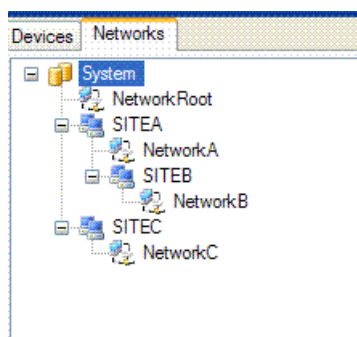 Devices Networks
System
NetworkRoot
SITEA
NetworkA
SITEB
NetworkB
SITEC
NetworkC